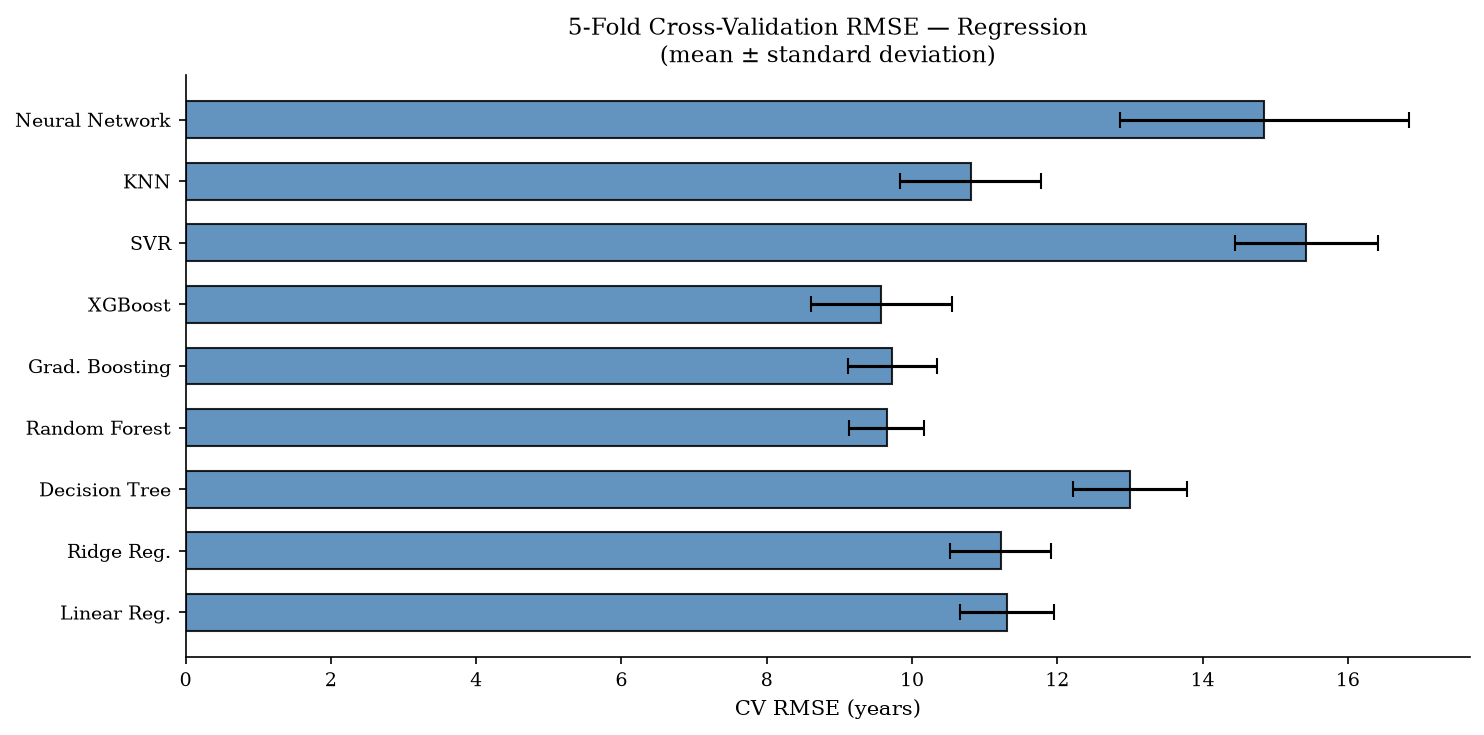 5-Fold Cross-Validation RMSE — Regression
(mean ± standard deviation)
Neural Network
KNN
SVR
XGBoost
Grad. Boosting
Random Forest
Decision Tree
Ridge Reg.
Linear Reg.
0 2 4 6 8 10 12 14 16
CV RMSE (years)